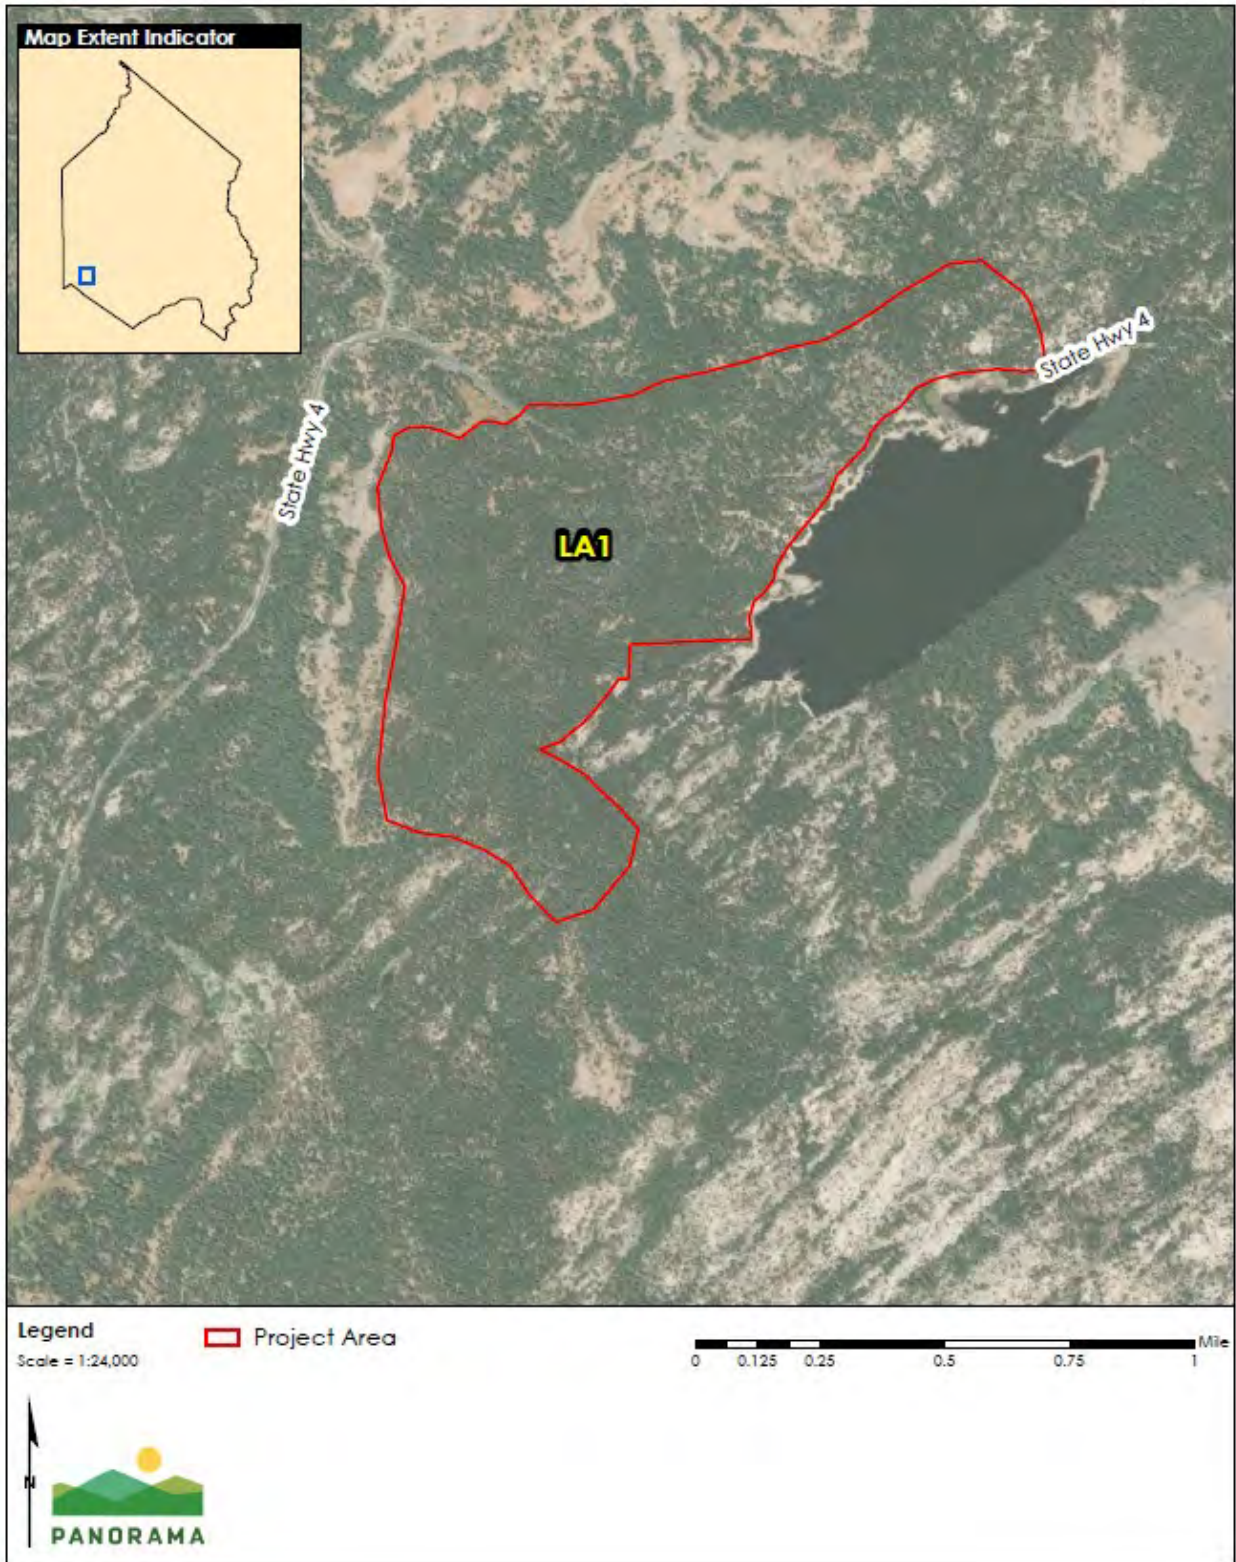 Map Extent Indicator
State Hwy 4
State Hwy 4
LA1
Legend
Project Area
Scale = 1:24,000
Mile
0 0.125 0.25 0.5 0.75 1
N
PANORAMA